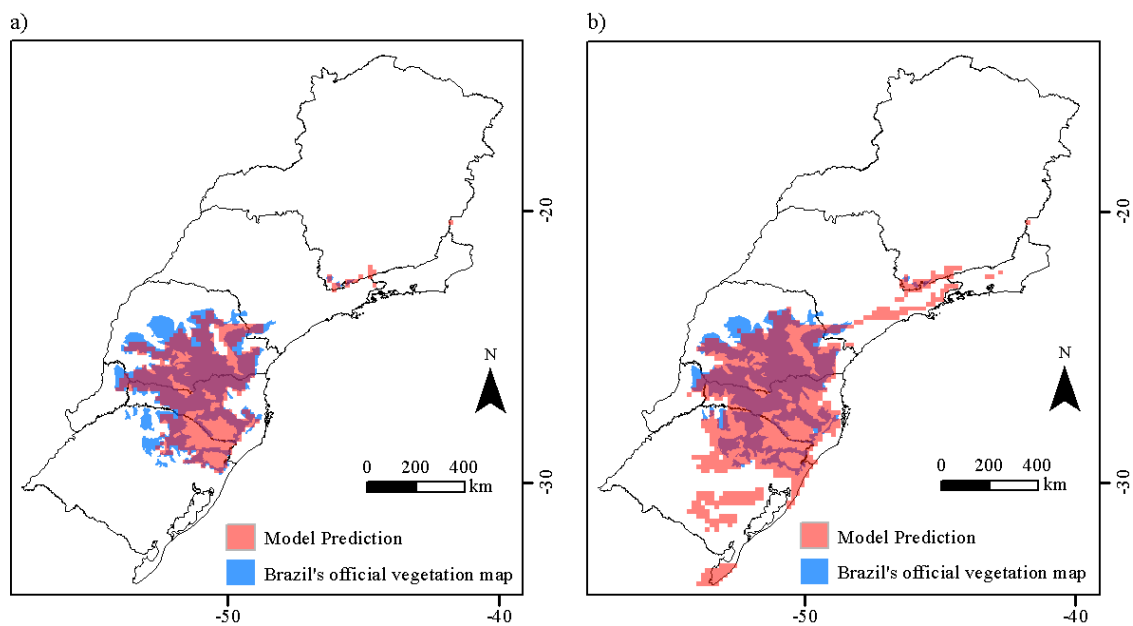 a)
-20
N
0 200 400
km
-30
Model Prediction
Brazil's official vegetation map
-50
-40
b)
-20
N
0 200 400
km
-30
Model Prediction
Brazil's official vegetation map
-50
-40